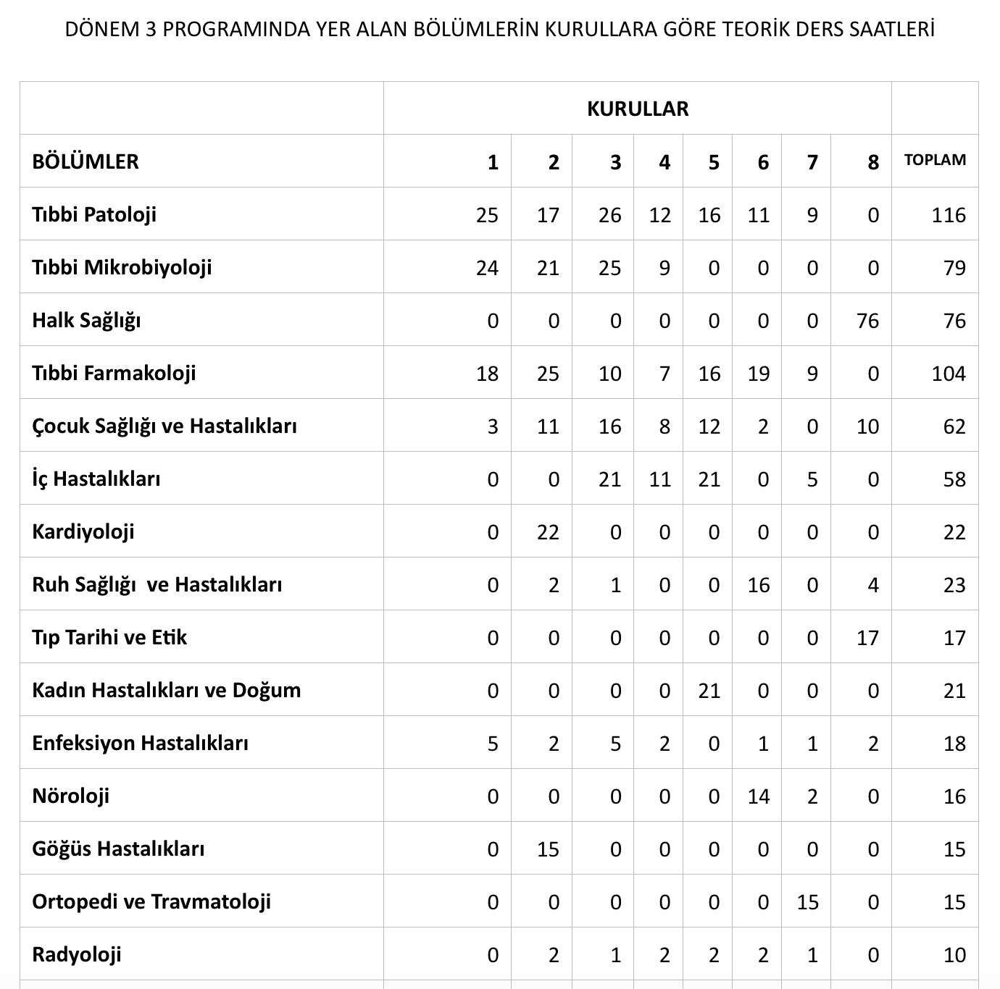 DÖNEM 3 PROGRAMINDA YER ALAN BÖLÜMLERİN KURULLARA GÖRE TEORİK DERS SAATLERİ
KURULLAR
BÖLÜMLER 1 2 3 4 5 6 7 8 TOPLAM
Tıbbi Patoloji 25 17 26 12 16 11 9 0 116
Tıbbi Mikrobiyoloji 24 21 25 9 0 0 0 0 79
Halk Sağlığı 0 0 0 0 0 0 0 76 76
Tıbbi Farmakoloji 18 25 10 7 16 19 9 0 104
Çocuk Sağlığı ve Hastalıkları 3 11 16 8 12 2 0 10 62
İç Hastalıkları 0 0 21 11 21 0 5 0 58
Kardiyoloji 0 22 0 0 0 0 0 0 22
Ruh Sağlığı ve Hastalıkları 0 2 1 0 0 16 0 4 23
Tıp Tarihi ve Etik 0 0 0 0 0 0 0 17 17
Kadın Hastalıkları ve Doğum 0 0 0 0 21 0 0 0 21
Enfeksiyon Hastalıkları 5 2 5 2 0 1 1 2 18
Nöroloji 0 0 0 0 0 14 2 0 16
Göğüs Hastalıkları 0 15 0 0 0 0 0 0 15
Ortopedi ve Travmatoloji 0 0 0 0 0 0 15 0 15
Radyoloji 0 2 1 2 2 2 1 0 10